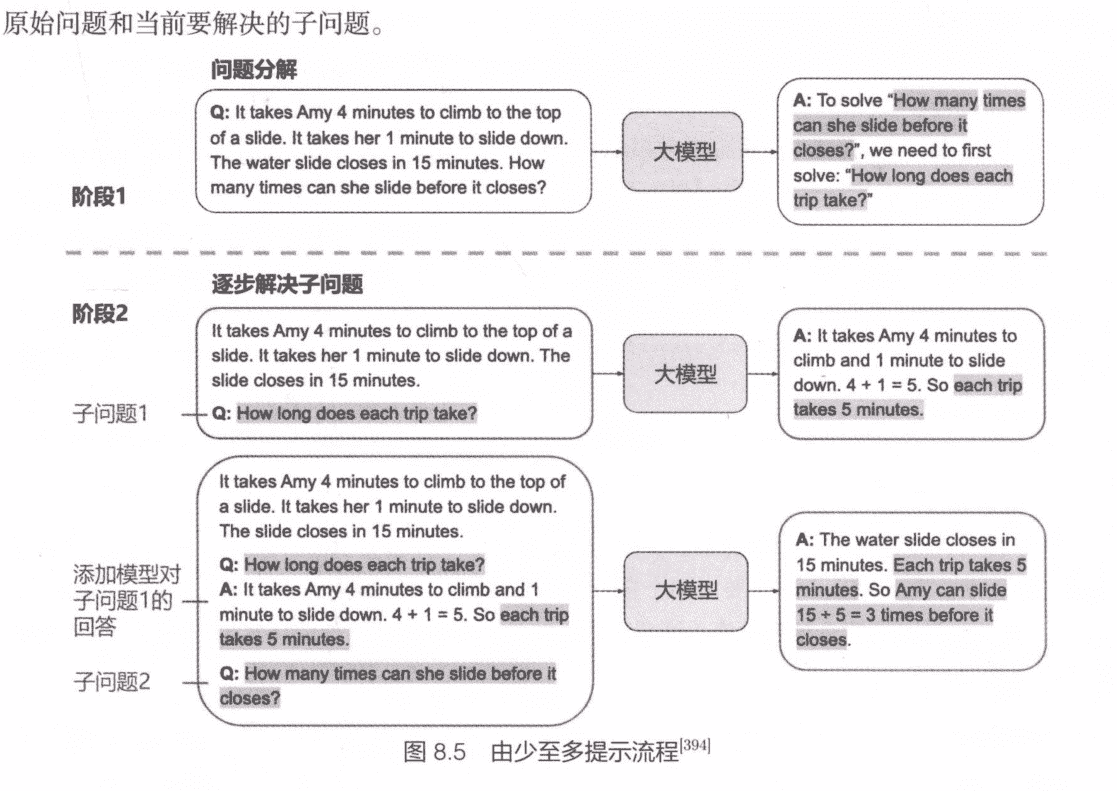 原始问题和当前要解决的子问题。
问题分解
Q: It takes Amy 4 minutes to climb to the top
of a slide. It takes her 1 minute to slide down.
The water slide closes in 15 minutes. How
many times can she slide before it closes?
大模型
A: To solve “How many times
can she slide before it
closes?”, we need to first
solve: “How long does each
trip take?”
阶段1
逐步解决子问题
阶段2
It takes Amy 4 minutes to climb to the top of a
slide. It takes her 1 minute to slide down. The
slide closes in 15 minutes.
子问题1
Q: How long does each trip take?
大模型
A: It takes Amy 4 minutes to
climb and 1 minute to slide
down. 4 + 1 = 5. So each trip
takes 5 minutes.
It takes Amy 4 minutes to climb to the top of
a slide. It takes her 1 minute to slide down.
The slide closes in 15 minutes.
Q: How long does each trip take?
添加模型对
子问题1的
回答
A: It takes Amy 4 minutes to climb and 1
minute to slide down. 4 + 1 = 5. So each trip
takes 5 minutes.
子问题2
Q: How many times can she slide before it
closes?
大模型
A: The water slide closes in
15 minutes. Each trip takes 5
minutes. So Amy can slide
15 ÷ 5 = 3 times before it
closes.
图 8.5 由少至多提示流程[394]